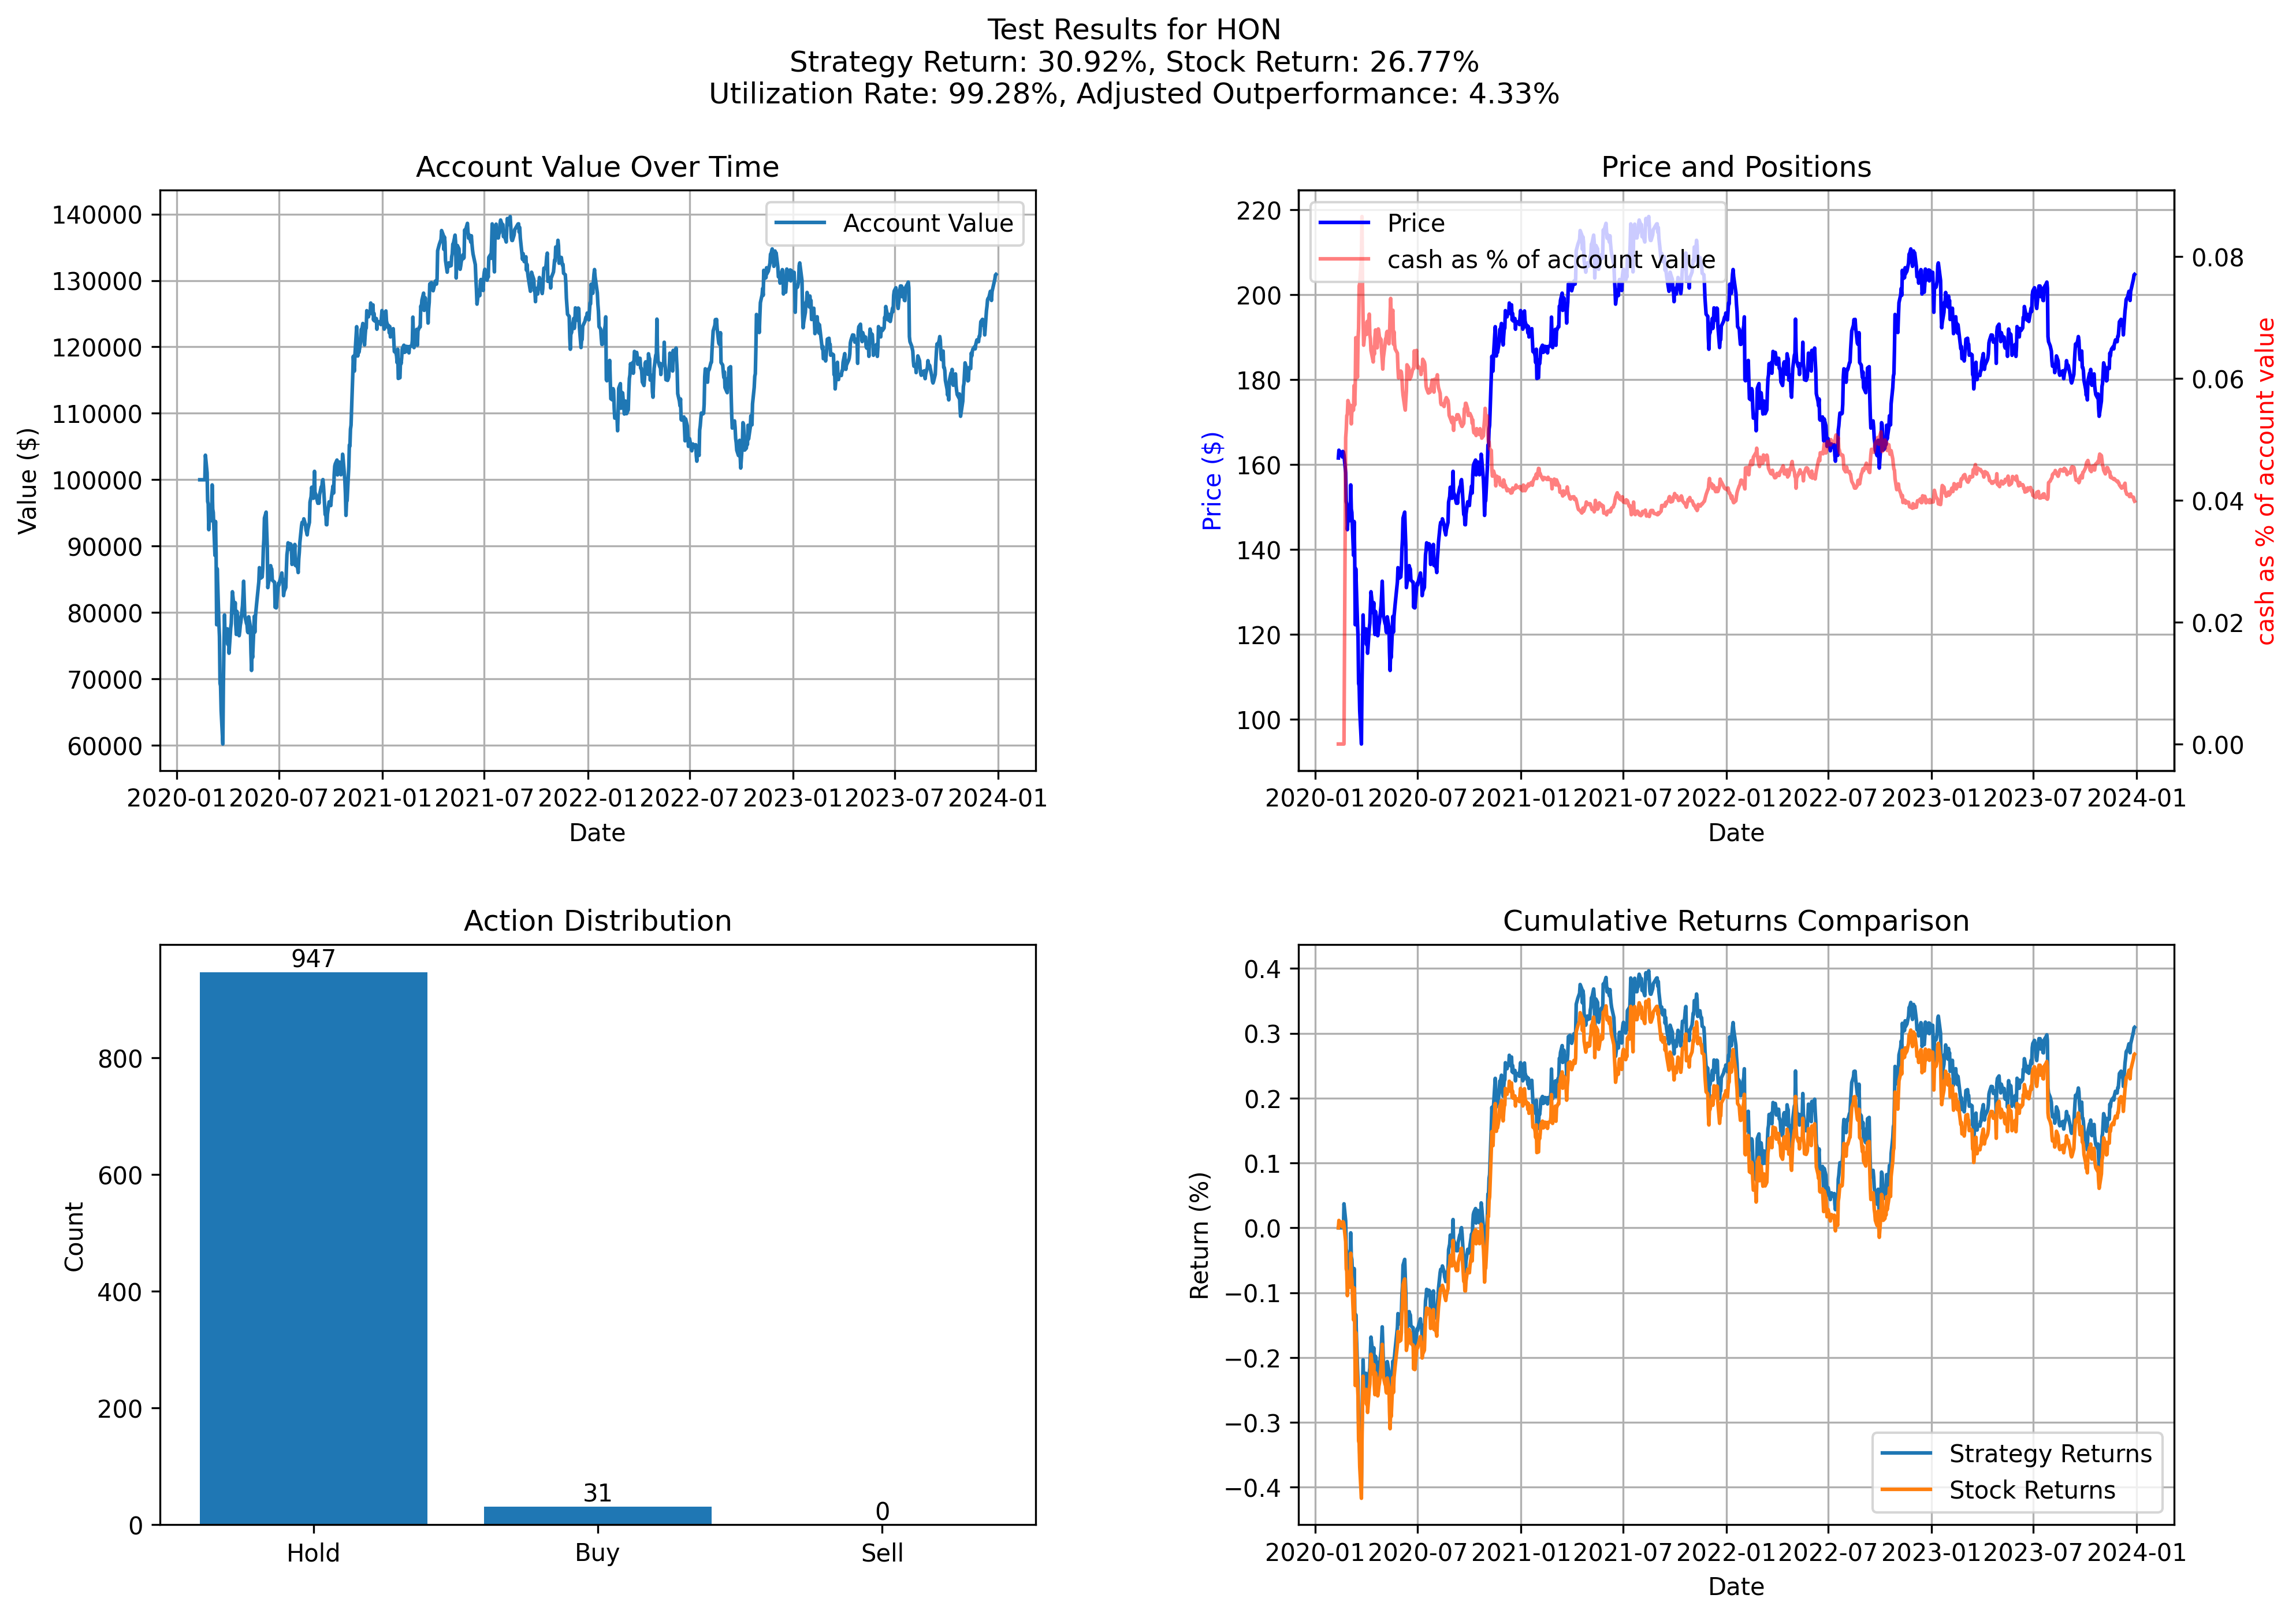 Test Results for HON
Strategy Return: 30.92%, Stock Return: 26.77%
Utilization Rate: 99.28%, Adjusted Outperformance: 4.33%
Account Value Over Time
Account Value
140000
130000
120000
110000
100000
90000
80000
70000
60000
Value ($)
2020-01 2020-07 2021-01 2021-07 2022-01 2022-07 2023-01 2023-07 2024-01
Date
Price and Positions
Price
cash as % of account value
220
200
180
160
140
120
100
Price ($)
0.08
0.06
0.04
0.02
0.00
cash as % of account value
2020-01 2020-07 2021-01 2021-07 2022-01 2022-07 2023-01 2023-07 2024-01
Date
Action Distribution
947
31
0
800
600
400
200
0
Count
Hold Buy Sell
Cumulative Returns Comparison
0.4
0.3
0.2
0.1
0.0
−0.1
−0.2
−0.3
−0.4
Return (%)
Strategy Returns
Stock Returns
2020-01 2020-07 2021-01 2021-07 2022-01 2022-07 2023-01 2023-07 2024-01
Date